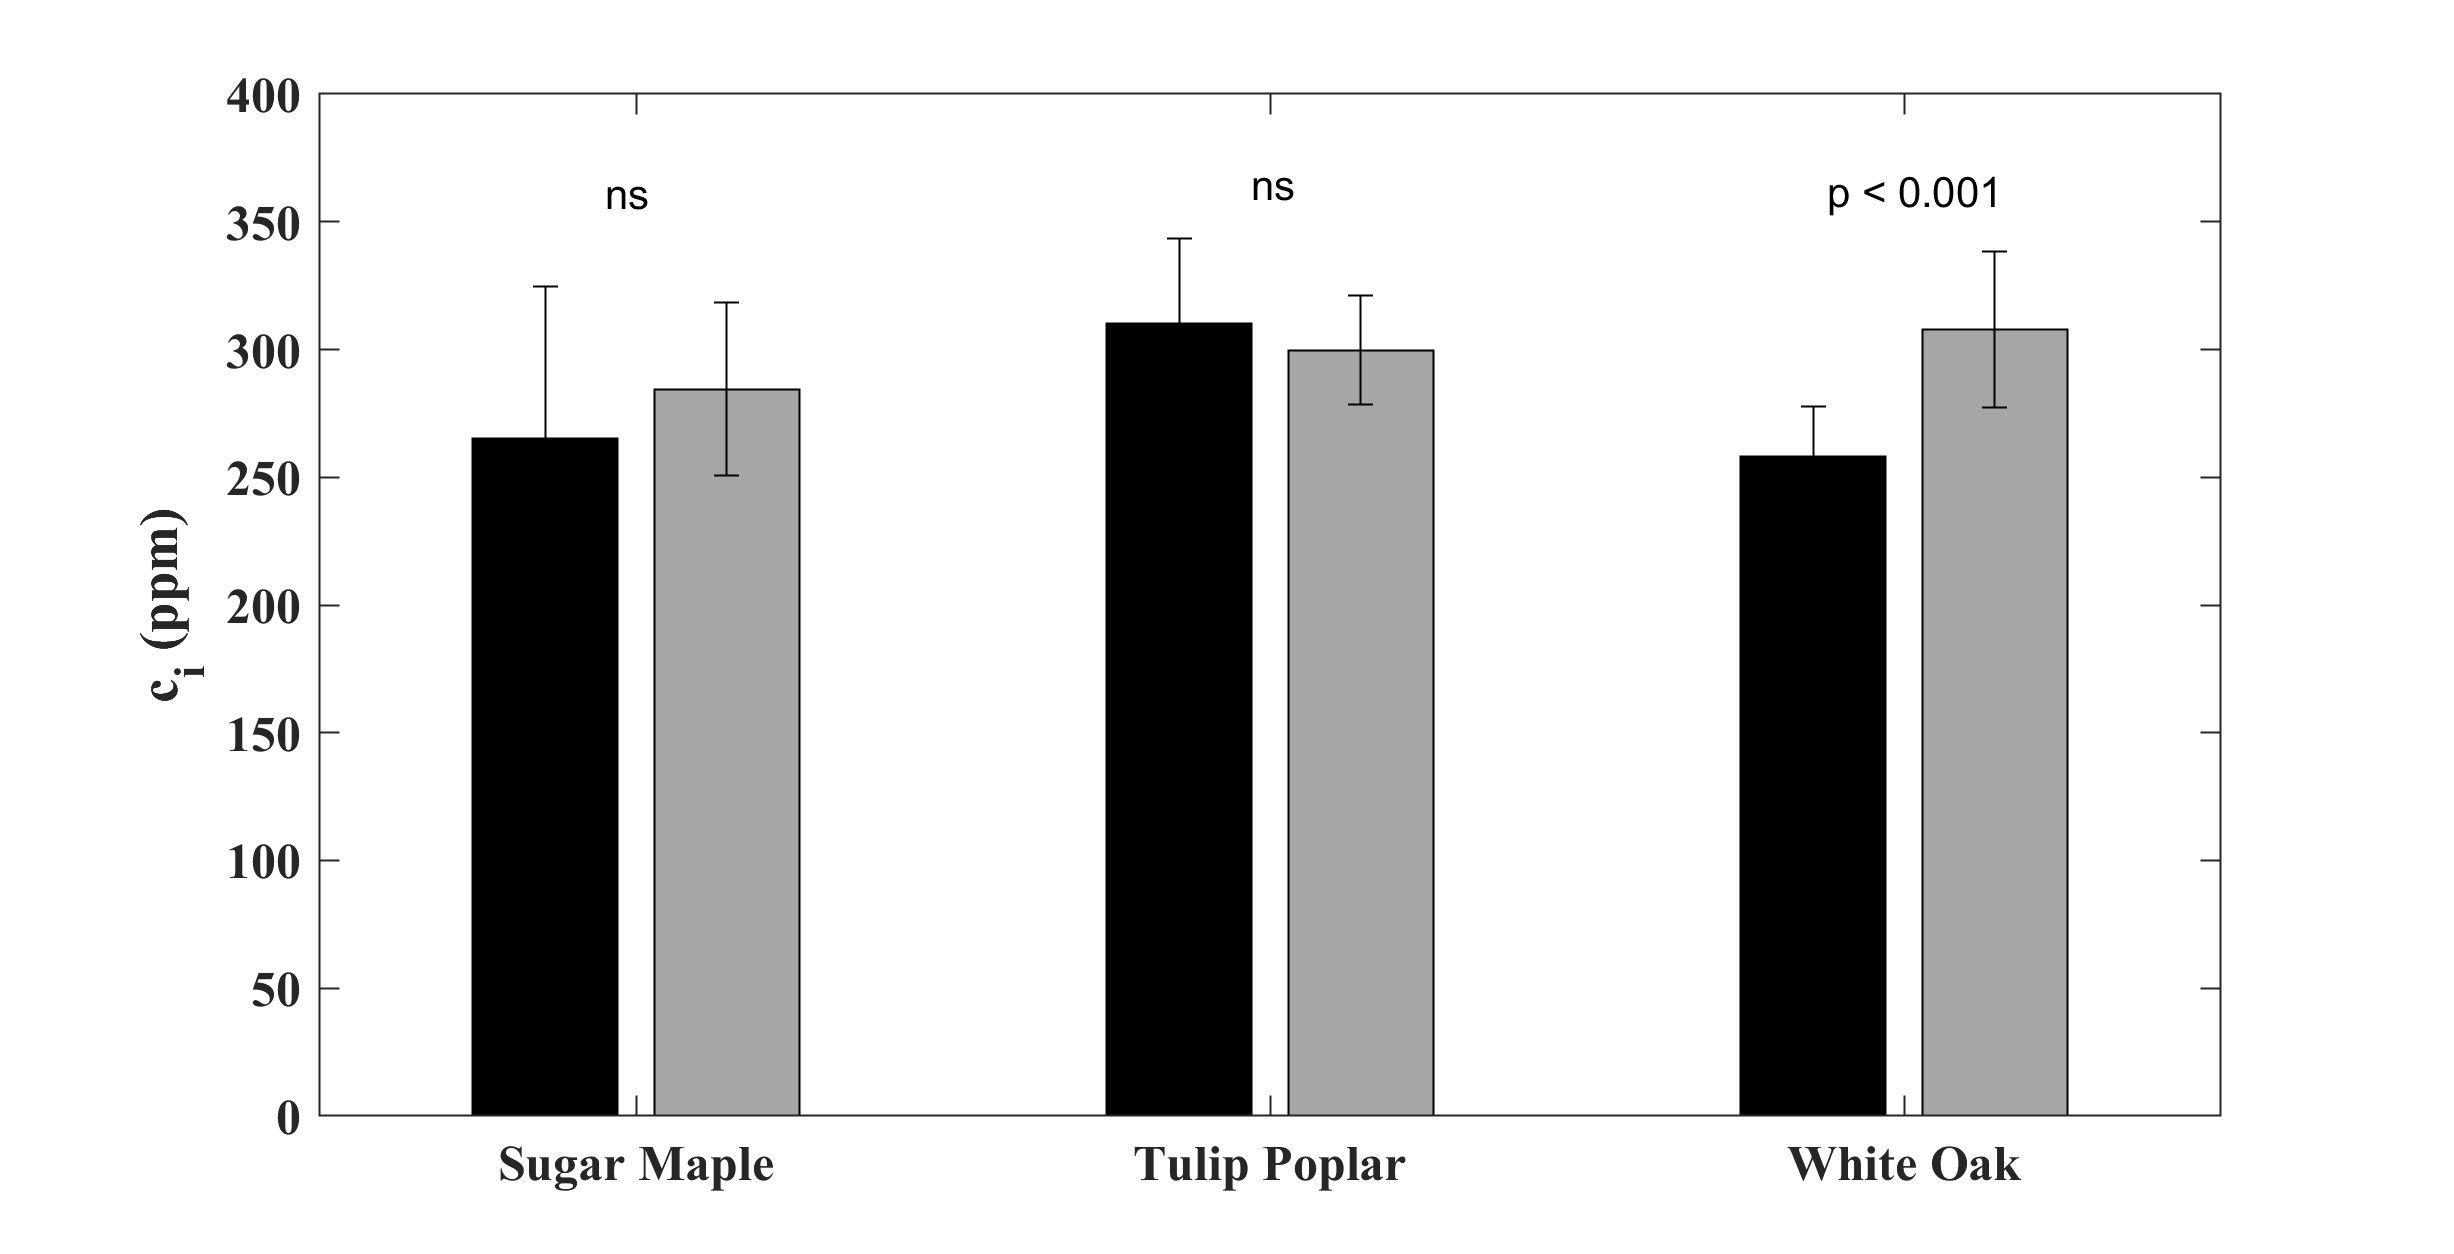 400
350
300
250
200
150
100
50
0
ci (ppm)
ns
ns
p < 0.001
Sugar Maple
Tulip Poplar
White Oak